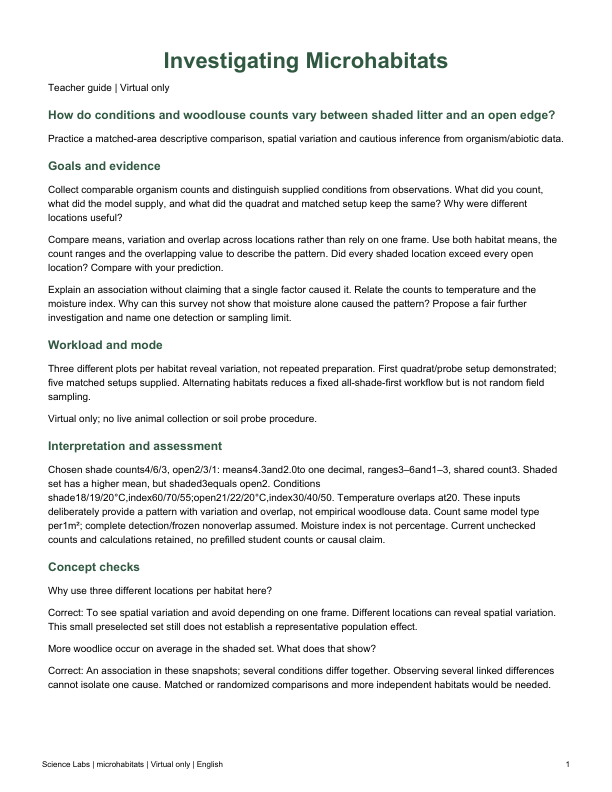 Investigating Microhabitats
Teacher guide | Virtual only
How do conditions and woodlouse counts vary between shaded litter and an open edge?
Practice a matched-area descriptive comparison, spatial variation and cautious inference from organism/abiotic data.
Goals and evidence
Collect comparable organism counts and distinguish supplied conditions from observations. What did you count,
what did the model supply, and what did the quadrat and matched setup keep the same? Why were different
locations useful?
Compare means, variation and overlap across locations rather than rely on one frame. Use both habitat means, the
count ranges and the overlapping value to describe the pattern. Did every shaded location exceed every open
location? Compare with your prediction.
Explain an association without claiming that a single factor caused it. Relate the counts to temperature and the
moisture index. Why can this survey not show that moisture alone caused the pattern? Propose a fair further
investigation and name one detection or sampling limit.
Workload and mode
Three different plots per habitat reveal variation, not repeated preparation. First quadrat/probe setup demonstrated;
five matched setups supplied. Alternating habitats reduces a fixed all-shade-first workflow but is not random field
sampling.
Virtual only; no live animal collection or soil probe procedure.
Interpretation and assessment
Chosen shade counts4/6/3, open2/3/1: means4.3and2.0to one decimal, ranges3–6and1–3, shared count3. Shaded
set has a higher mean, but shaded3equals open2. Conditions
shade18/19/20°C,index60/70/55;open21/22/20°C,index30/40/50. Temperature overlaps at20. These inputs
deliberately provide a pattern with variation and overlap, not empirical woodlouse data. Count same model type
per1m²; complete detection/frozen nonoverlap assumed. Moisture index is not percentage. Current unchecked
counts and calculations retained, no prefilled student counts or causal claim.
Concept checks
Why use three different locations per habitat here?
Correct: To see spatial variation and avoid depending on one frame. Different locations can reveal spatial variation.
This small preselected set still does not establish a representative population effect.
More woodlice occur on average in the shaded set. What does that show?
Correct: An association in these snapshots; several conditions differ together. Observing several linked differences
cannot isolate one cause. Matched or randomized comparisons and more independent habitats would be needed.
Science Labs | microhabitats | Virtual only | English
1